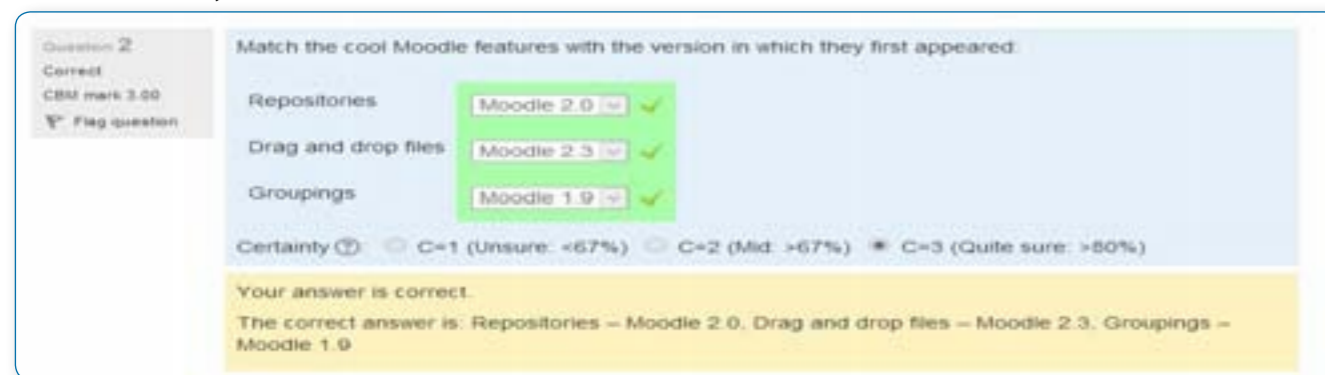 Question 2
Correct
CBM mark 3.00
Flag question
Match the cool Moodle features with the version in which they first appeared:
Repositories Moodle 2.0
Drag and drop files Moodle 2.3
Groupings Moodle 1.9
Certainty C=1 (Unsure: <67%) C=2 (Mid: >67%) C=3 (Quite sure: >80%)
Your answer is correct.
The correct answer is: Repositories – Moodle 2.0, Drag and drop files – Moodle 2.3, Groupings –
Moodle 1.9